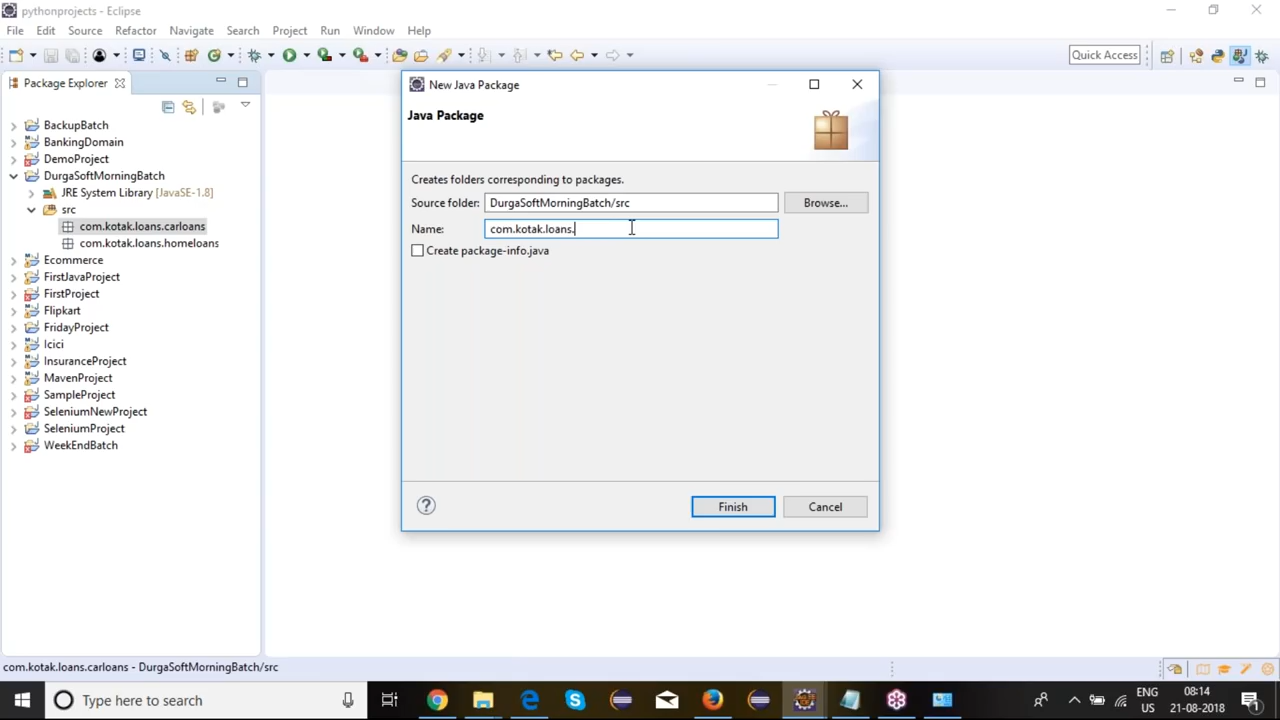 pythonprojects - Eclipse
File Edit Source Refactor Navigate Search Project Run Window Help
Quick Access
Package Explorer
BackupBatch
BankingDomain
DemoProject
DurgaSoftMorningBatch
JRE System Library [JavaSE-1.8]
src
com.kotak.loans.carloans
com.kotak.loans.homeloans
Ecommerce
FirstJavaProject
FirstProject
Flipkart
FridayProject
Icici
InsuranceProject
MavenProject
SampleProject
SeleniumNewProject
SeleniumProject
WeekEndBatch
New Java Package
Java Package
Creates folders corresponding to packages.
Source folder: DurgaSoftMorningBatch/src Browse...
Name: com.kotak.loans.
Create package-info.java
? Finish Cancel
com.kotak.loans.carloans - DurgaSoftMorningBatch/src
Type here to search
ENG
US
08:14
21-08-2018
1